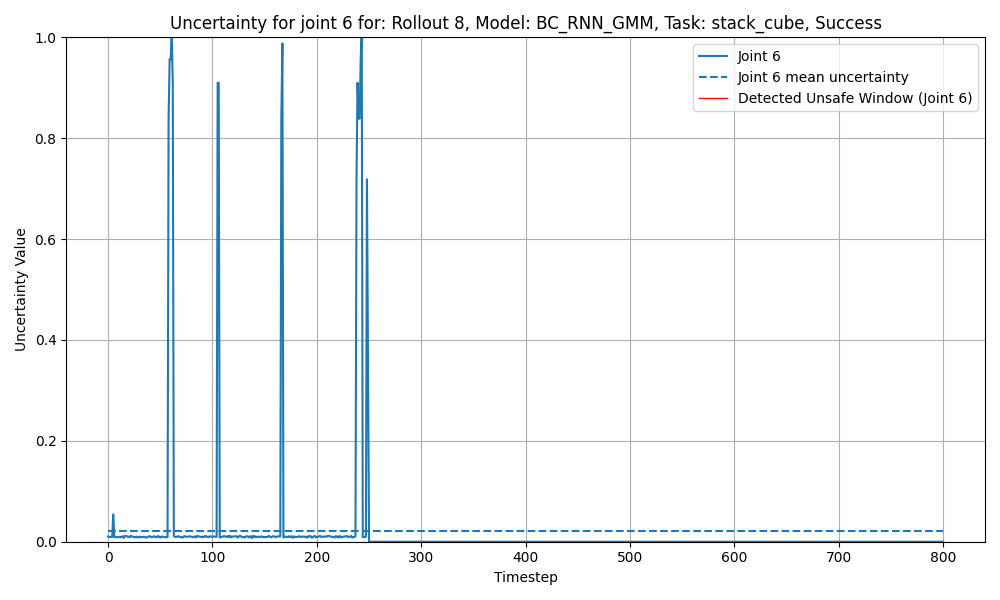 Uncertainty for joint 6 for: Rollout 8, Model: BC_RNN_GMM, Task: stack_cube, Success
Joint 6
Joint 6 mean uncertainty
Detected Unsafe Window (Joint 6)
Uncertainty Value
1.0
0.8
0.6
0.4
0.2
0.0
0 100 200 300 400 500 600 700 800
Timestep